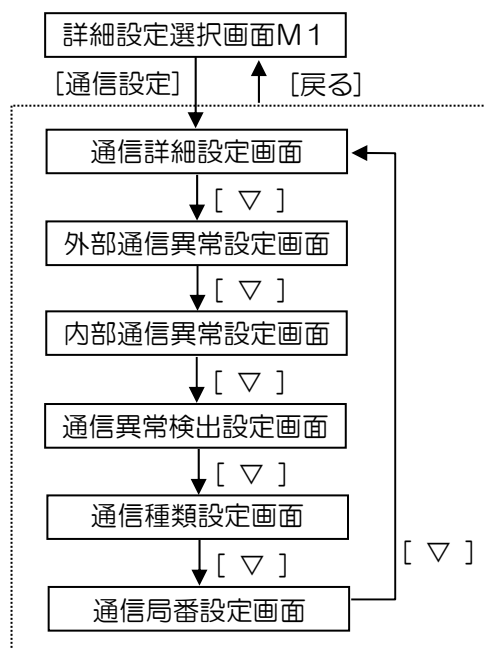 詳細設定選択画面M1
[通信設定] [戻る]
通信詳細設定画面
[ ▽ ]
外部通信異常設定画面
[ ▽ ]
内部通信異常設定画面
[ ▽ ]
通信異常検出設定画面
[ ▽ ]
通信種類設定画面
[ ▽ ] [ ▽ ]
通信局番設定画面